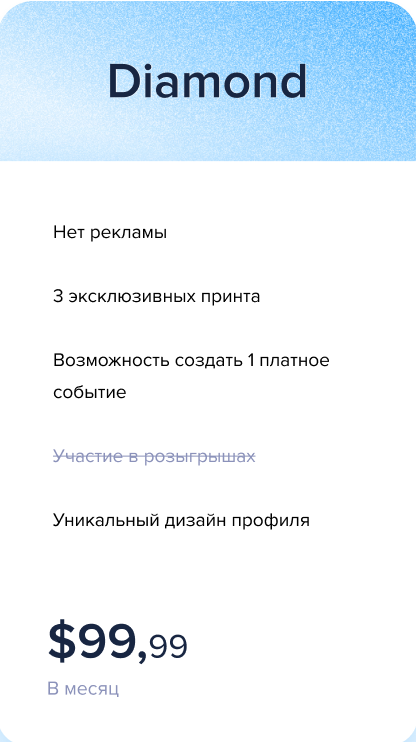 Diamond
Нет рекламы
3 эксклюзивных принта
Возможность создать 1 платное
событие
Участие в розыгрышах
Уникальный дизайн профиля
$99,99
В месяц